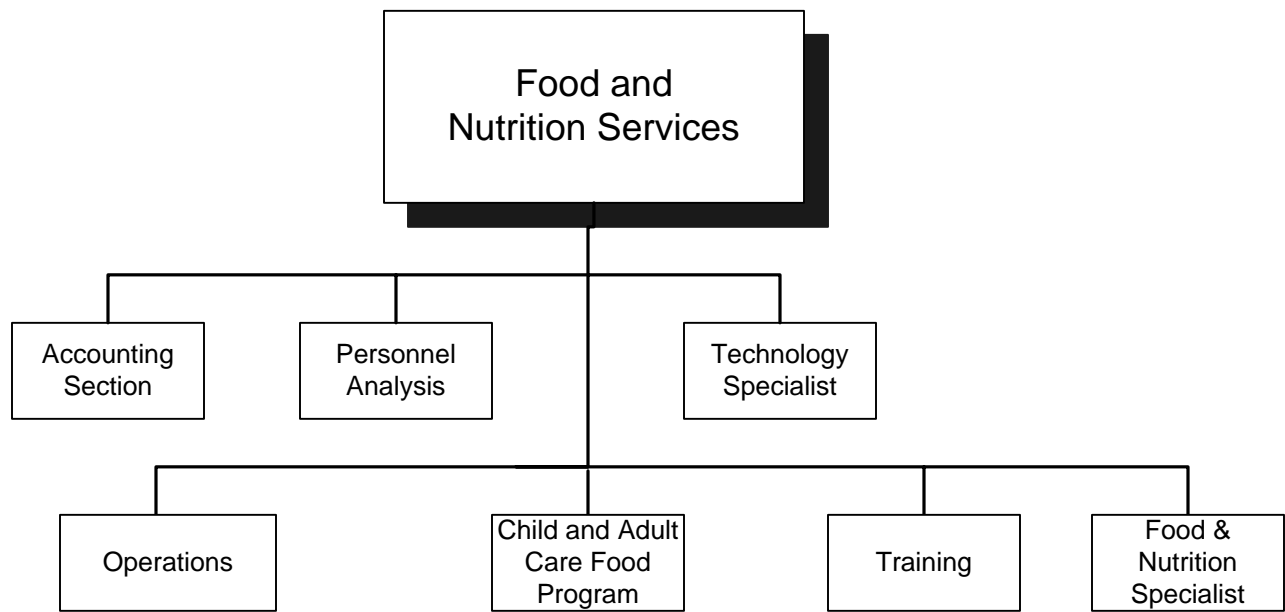 Food and
Nutrition Services
Accounting
Section
Personnel
Analysis
Technology
Specialist
Operations
Child and Adult
Care Food
Program
Training
Food &
Nutrition
Specialist